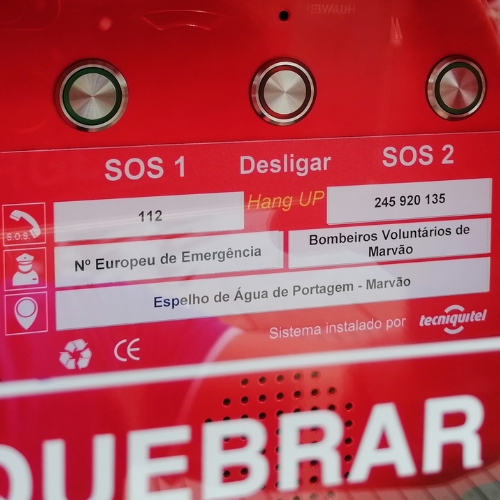 SOS 1 Desligar SOS 2
Hang UP
112 245 920 135
S.O.S.
Nº Europeu de Emergência Bombeiros Voluntários de
Marvão
Espelho de Água de Portagem - Marvão
Sistema instalado por tecniquitel
CE
QUEBRAR